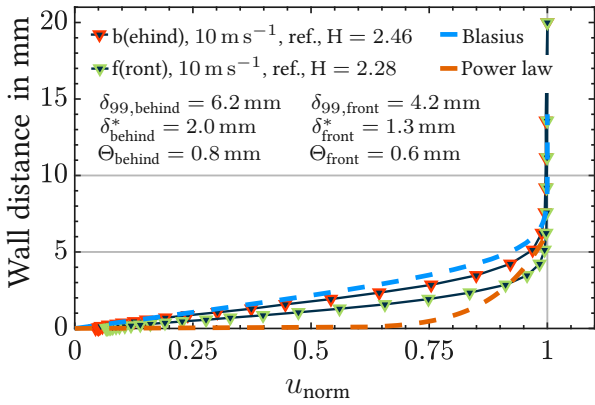 b(ehind), 10 m s⁻¹, ref., H = 2.46
Blasius
f(ront), 10 m s⁻¹, ref., H = 2.28
Power law
δ99,behind = 6.2 mm
δ99,front = 4.2 mm
δ*behind = 2.0 mm
δ*front = 1.3 mm
Θbehind = 0.8 mm
Θfront = 0.6 mm
Wall distance in mm
20
15
10
5
0
0
0.25
0.5
0.75
1
u_norm